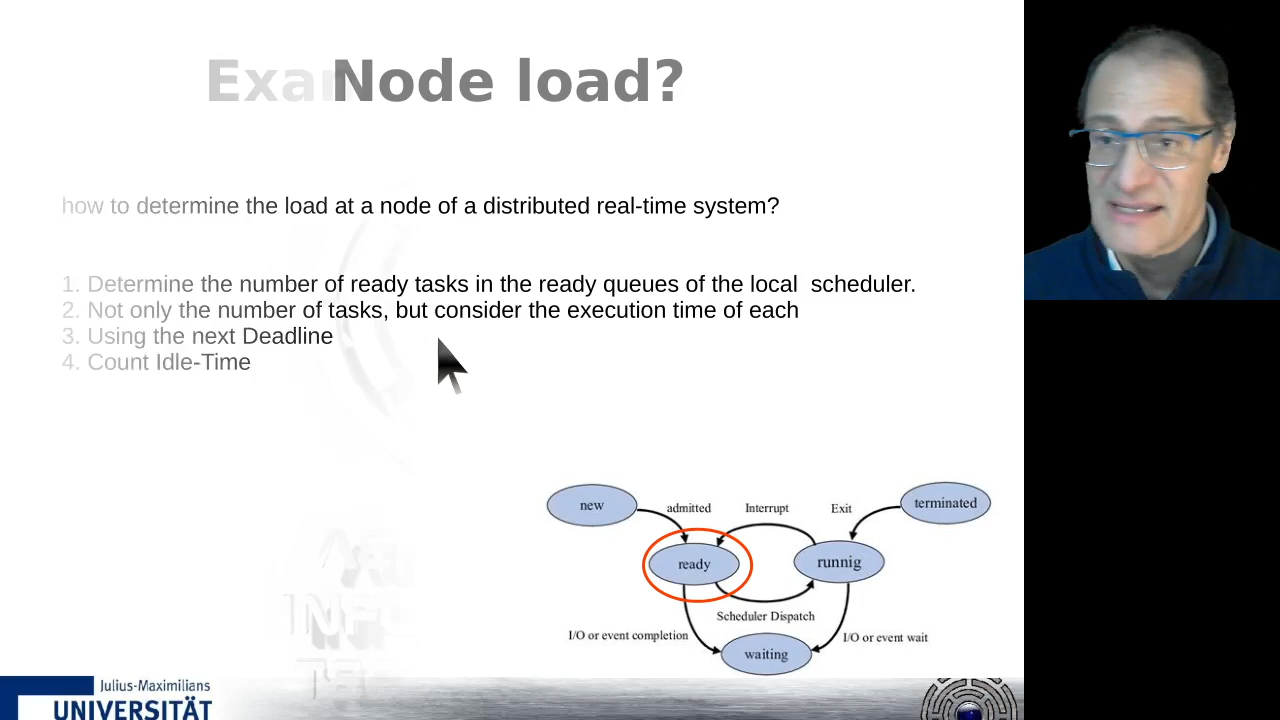 Exam
Node load?
how to determine the load at a node of a distributed real-time system?
1. Determine the number of ready tasks in the ready queues of the local  scheduler.
2. Not only the number of tasks, but consider the execution time of each
3. Using the next Deadline
4. Count Idle-Time
new
admitted
Interrupt
Exit
terminated
ready
runnig
Scheduler Dispatch
I/O or event completion
I/O or event wait
waiting
Julius-Maximilians
UNIVERSITÄT